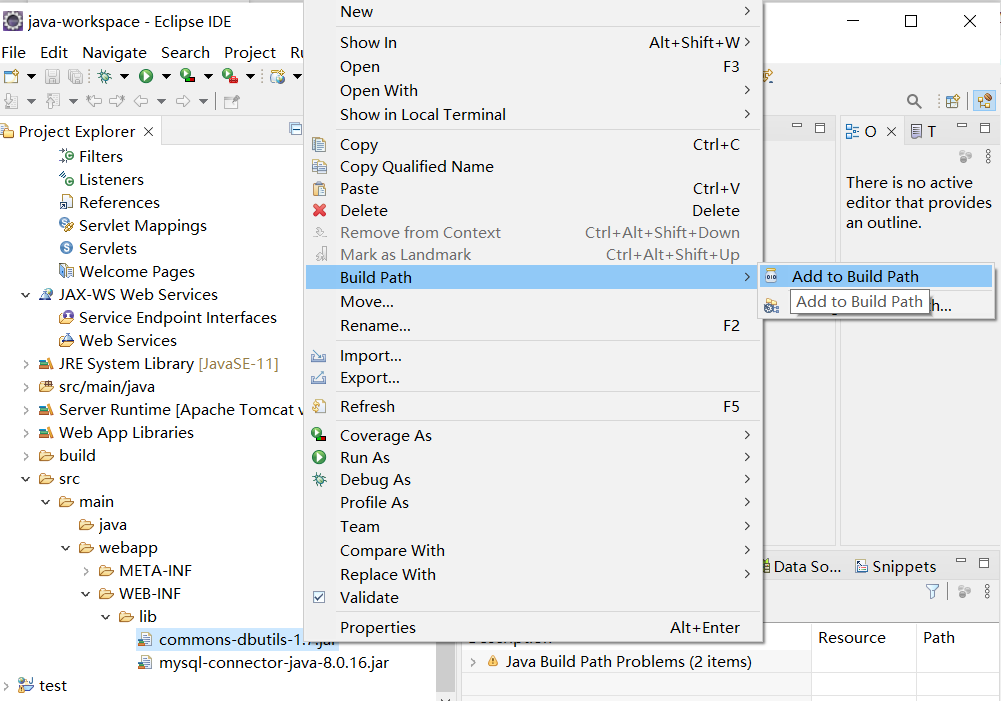 java-workspace - Eclipse IDE
File Edit Navigate Search Project
Project Explorer
Filters
Listeners
References
Servlet Mappings
Servlets
Welcome Pages
JAX-WS Web Services
Service Endpoint Interfaces
Web Services
JRE System Library [JavaSE-11]
src/main/java
Server Runtime [Apache Tomcat v
Web App Libraries
build
src
main
java
webapp
META-INF
WEB-INF
lib
commons-dbutils-1.7.jar
mysql-connector-java-8.0.16.jar
test
New
Show In Alt+Shift+W
Open F3
Open With
Show in Local Terminal
Copy Ctrl+C
Copy Qualified Name
Paste Ctrl+V
Delete Delete
Remove from Context Ctrl+Alt+Shift+Down
Mark as Landmark Ctrl+Alt+Shift+Up
Build Path
Move...
Rename... F2
Import...
Export...
Refresh F5
Coverage As
Run As
Debug As
Profile As
Team
Compare With
Replace With
Validate
Properties Alt+Enter
Add to Build Path
Add to Build Path
h...
O T
There is no active
editor that provides
an outline.
Data So... Snippets
Description Resource Path
Java Build Path Problems (2 items)